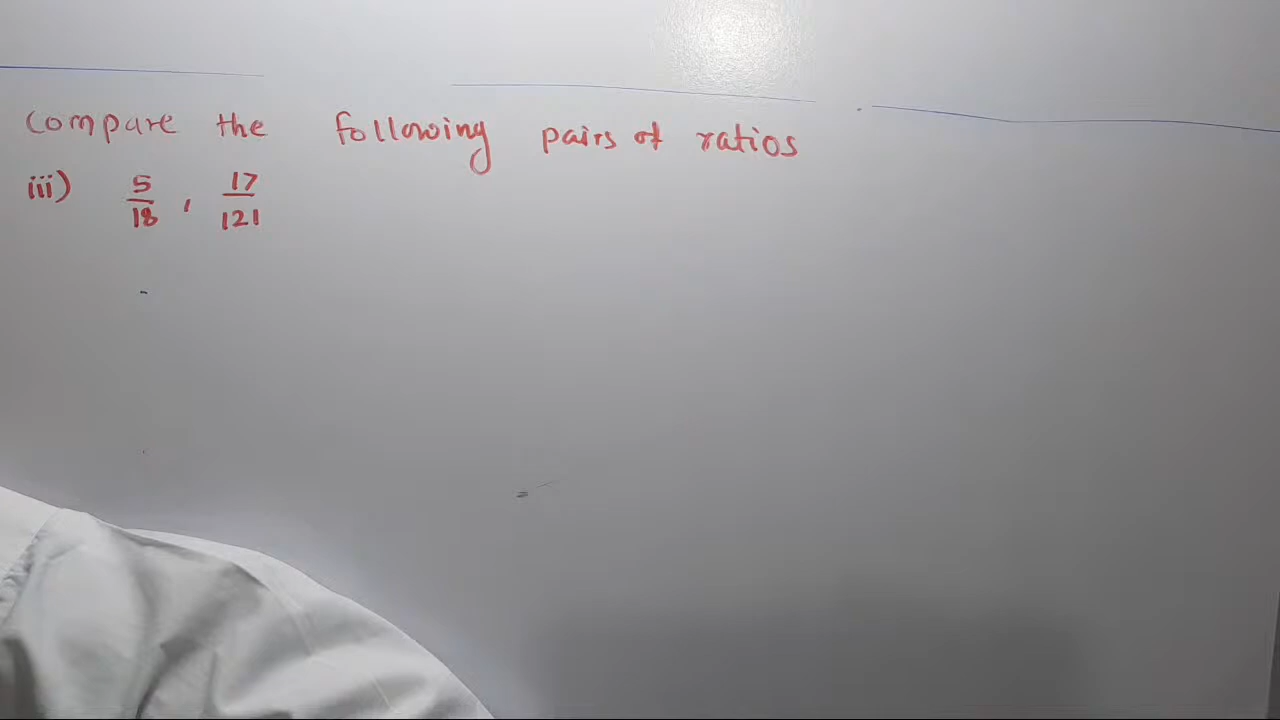 compare the following pairs of ratios
iii) 5/18 , 17/121